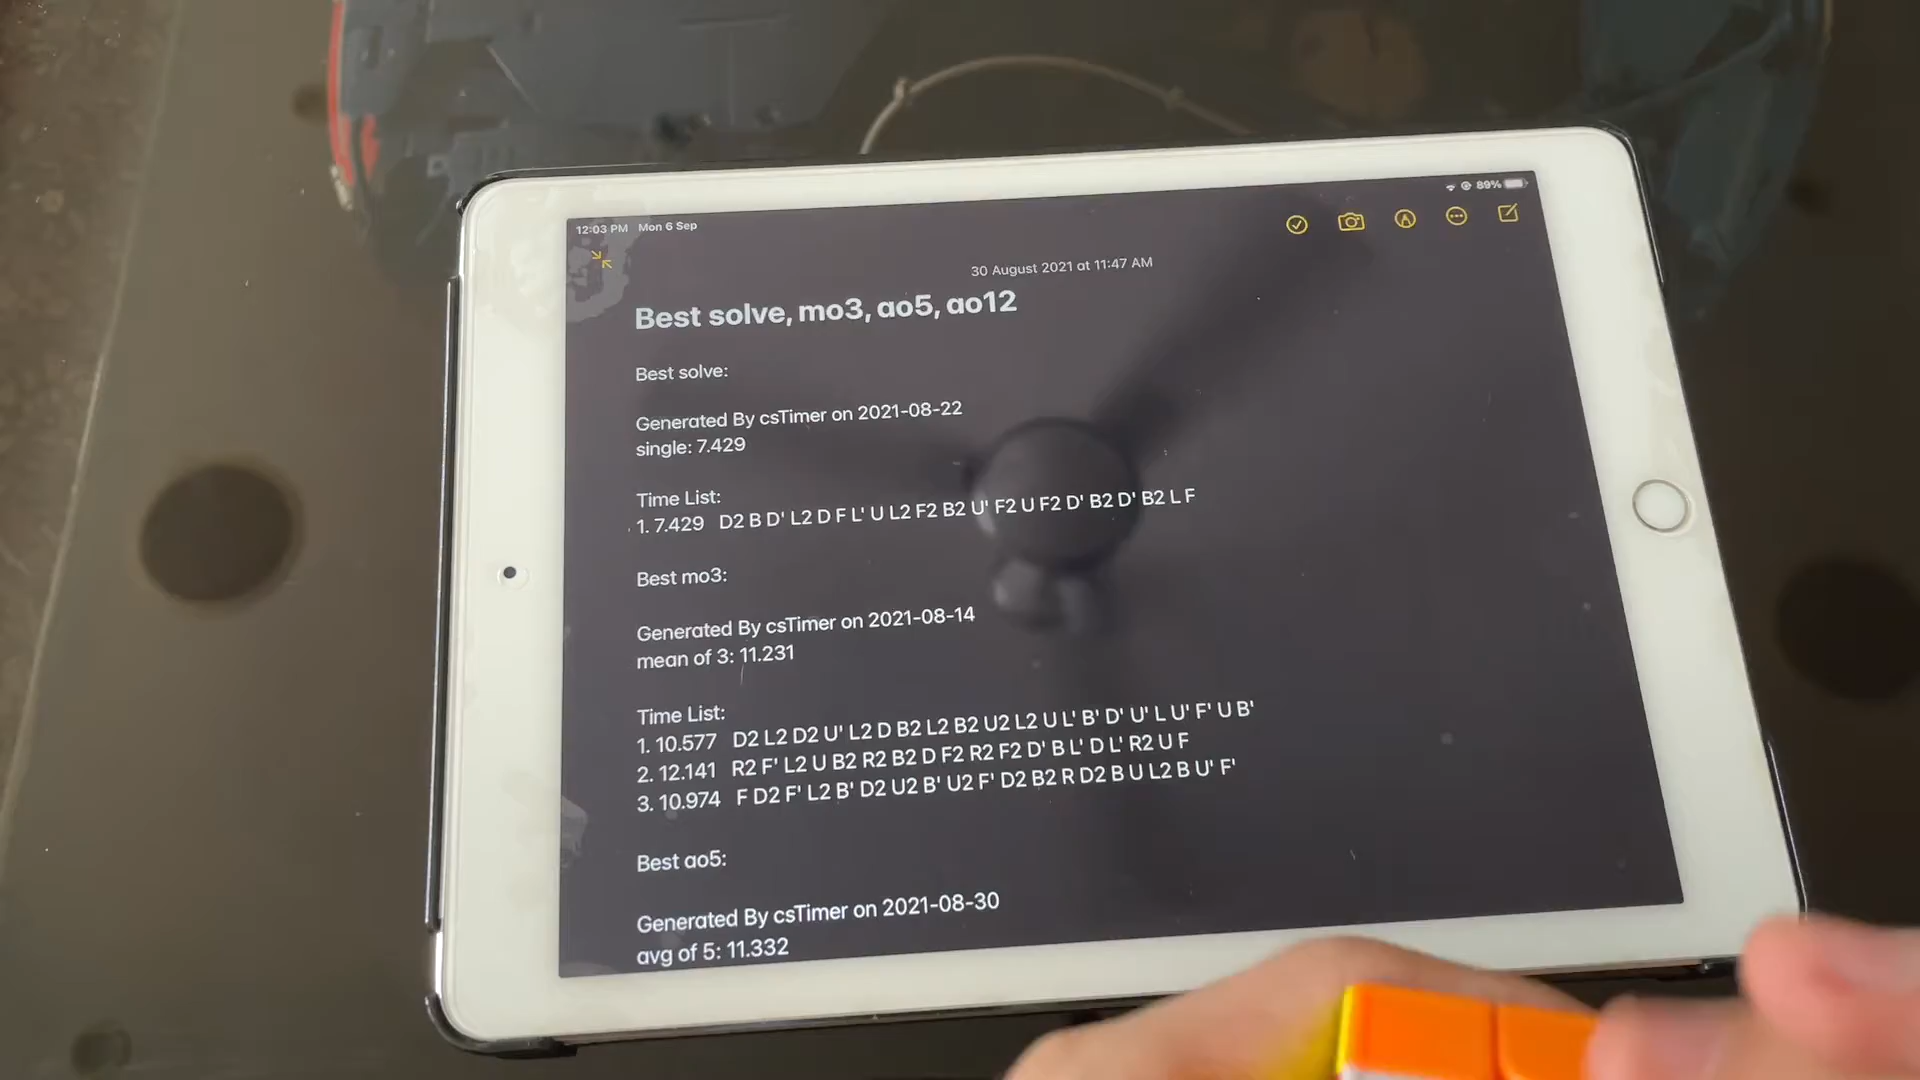 12:03 PM Mon 6 Sep
89%
30 August 2021 at 11:47 AM
Best solve, mo3, ao5, ao12
Best solve:
Generated By csTimer on 2021-08-22
single: 7.429
Time List:
1. 7.429 D2 B D' L2 D F L' U L2 F2 B2 U' F2 U F2 D' B2 D' B2 L F
Best mo3:
Generated By csTimer on 2021-08-14
mean of 3: 11.231
Time List:
1. 10.577 D2 L2 D2 U' L2 D B2 L2 B2 U2 L2 U L' B' D' U' L U' F' U B'
2. 12.141 R2 F' L2 U B2 R2 B2 D F2 R2 F2 D' B L' D L' R2 U F
3. 10.974 F D2 F' L2 B' D2 U2 B' U2 F' D2 B2 R D2 B U L2 B U' F'
Best ao5:
Generated By csTimer on 2021-08-30
avg of 5: 11.332